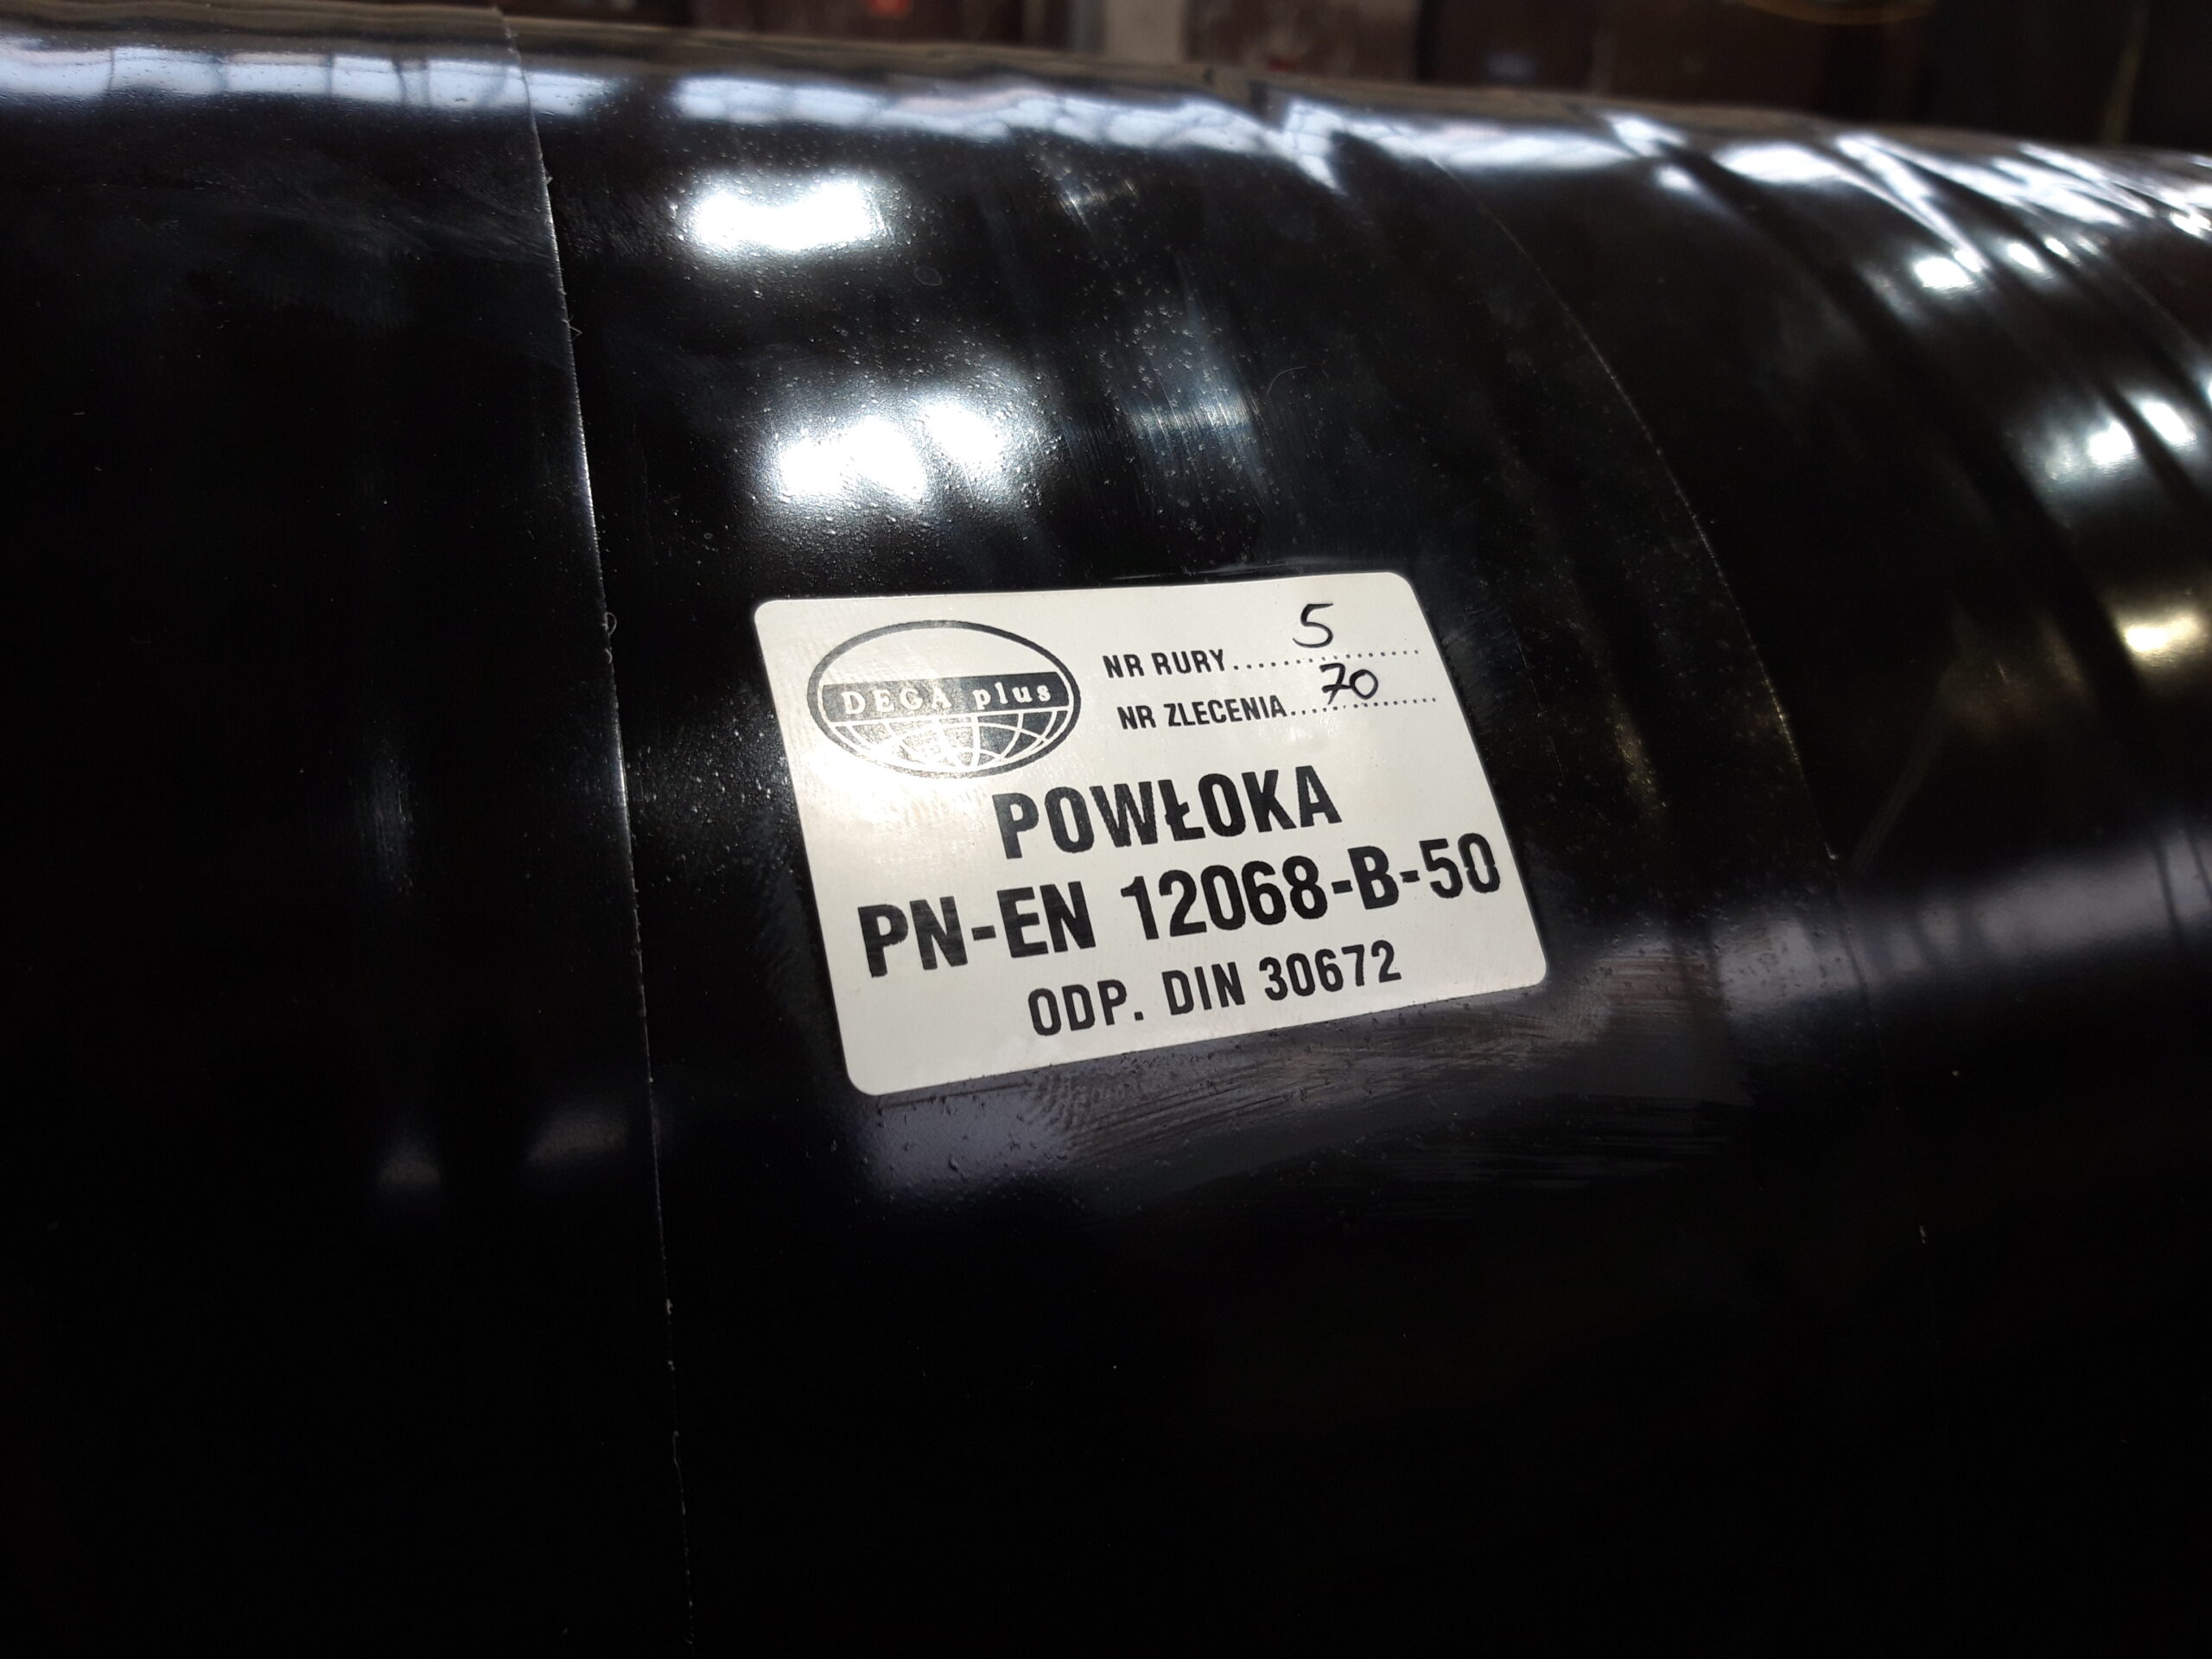 DEGA plus
NR RURY.................. 5
NR ZLECENIA............... 70
POWŁOKA
PN-EN 12068-B-50
ODP. DIN 30672